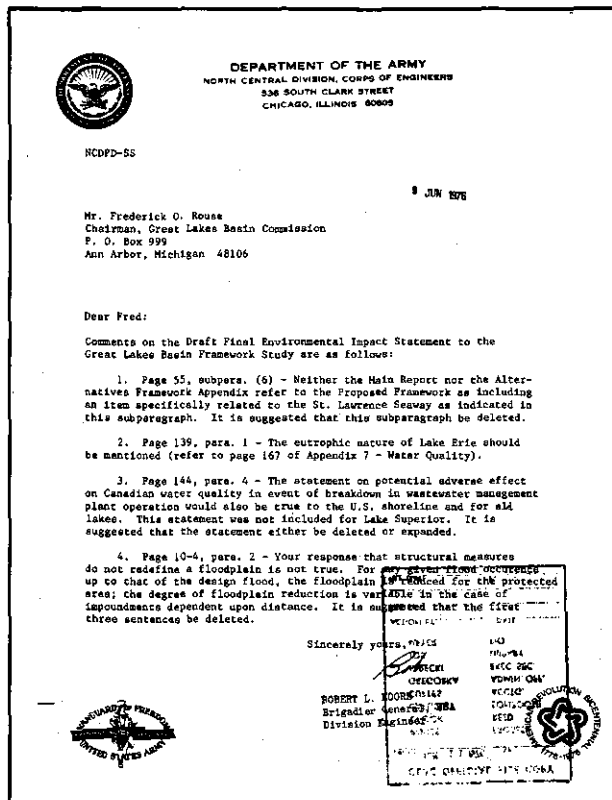 DEPARTMENT OF THE ARMY
NORTH CENTRAL DIVISION, CORPS OF ENGINEERS
536 SOUTH CLARK STREET
CHICAGO, ILLINOIS 60605
NCDPD-SS
9 JUN 1976
Mr. Frederick O. Rouse
Chairman, Great Lakes Basin Commission
P. O. Box 999
Ann Arbor, Michigan 48106
Dear Fred:
Comments on the Draft Final Environmental Impact Statement to the
Great Lakes Basin Framework Study are as follows:
1. Page 55, subpara. (6) - Neither the Main Report nor the Alter-
natives Framework Appendix refer to the Proposed Framework as including
an item specifically related to the St. Lawrence Seaway as indicated in
this subparagraph. It is suggested that this subparagraph be deleted.
2. Page 139, para. 1 - The eutrophic nature of Lake Erie should
be mentioned (refer to page 167 of Appendix 7 - Water Quality).
3. Page 144, para. 4 - The statement on potential adverse effect
on Canadian water quality in event of breakdown in wastewater management
plant operation would also be true to the U.S. shoreline and for all
lakes. This statement was not included for Lake Superior. It is
suggested that the statement either be deleted or expanded.
4. Page 10-4, para. 2 - Your response that structural measures
do not redefine a floodplain is not true. For any given flood occurence
up to that of the design flood, the floodplain is reduced for the protected
area; the degree of floodplain reduction is variable in the case of
impoundments dependent upon distance. It is suggested that the first
three sentences be deleted.
Sincerely yours,
ROBERT L. MOORE
Brigadier General, USA
Division Engineer
VANGUARD OF FREEDOM
UNITED STATES ARMY
AMERICAN REVOLUTION BICENTENNIAL
1776-1976